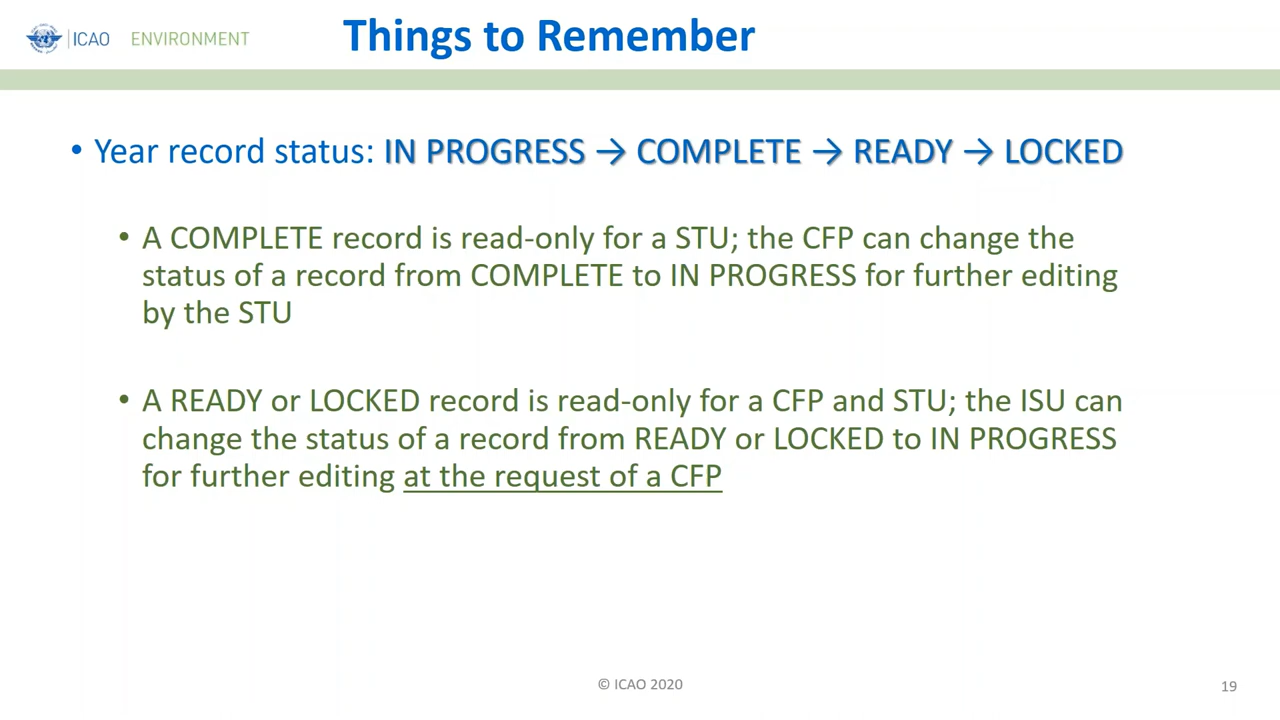 ICAO ENVIRONMENT
Things to Remember
• Year record status: IN PROGRESS → COMPLETE → READY → LOCKED
• A COMPLETE record is read-only for a STU; the CFP can change the
status of a record from COMPLETE to IN PROGRESS for further editing
by the STU
• A READY or LOCKED record is read-only for a CFP and STU; the ISU can
change the status of a record from READY or LOCKED to IN PROGRESS
for further editing at the request of a CFP
© ICAO 2020
19